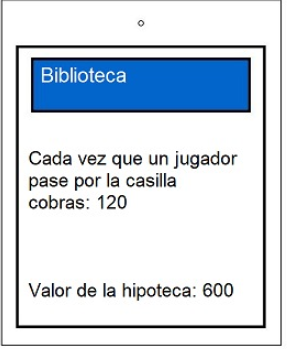 Biblioteca
Cada vez que un jugador
pase por la casilla
cobras: 120
Valor de la hipoteca: 600